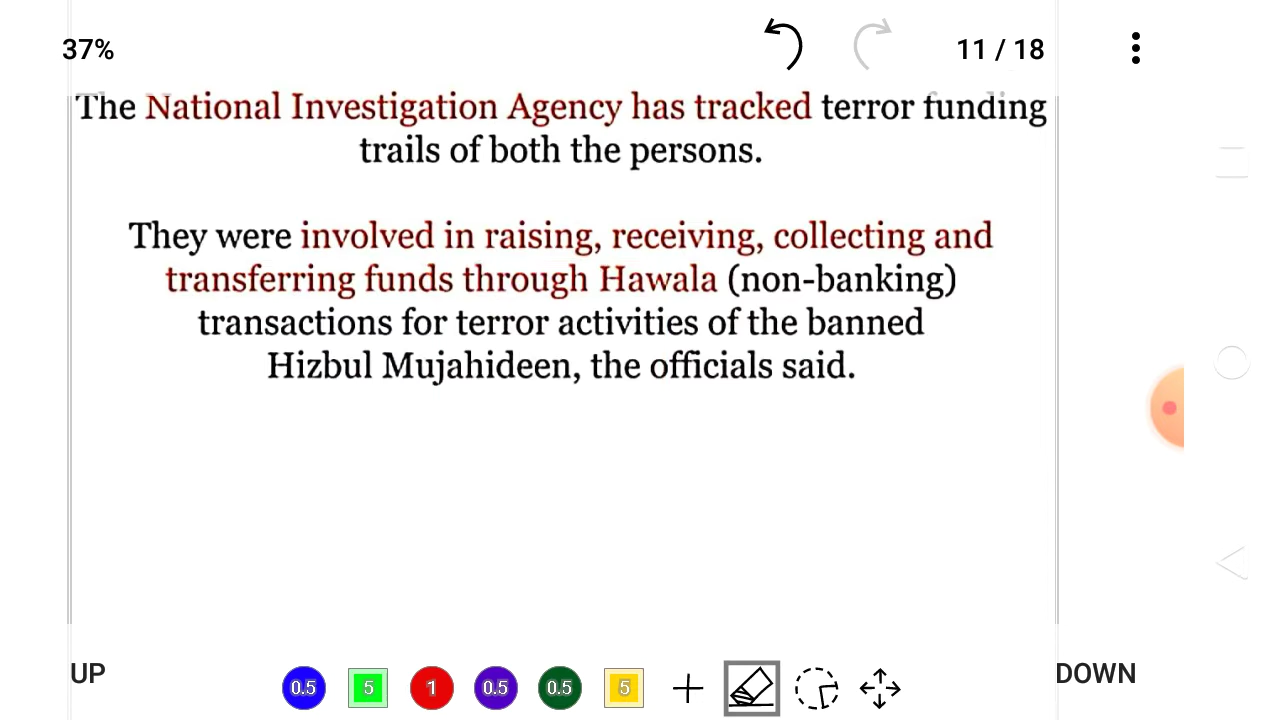 37%
11 / 18
The National Investigation Agency has tracked terror funding
trails of both the persons.
They were involved in raising, receiving, collecting and
transferring funds through Hawala (non-banking)
transactions for terror activities of the banned
Hizbul Mujahideen, the officials said.
UP
0.5
5
1
0.5
0.5
5
DOWN